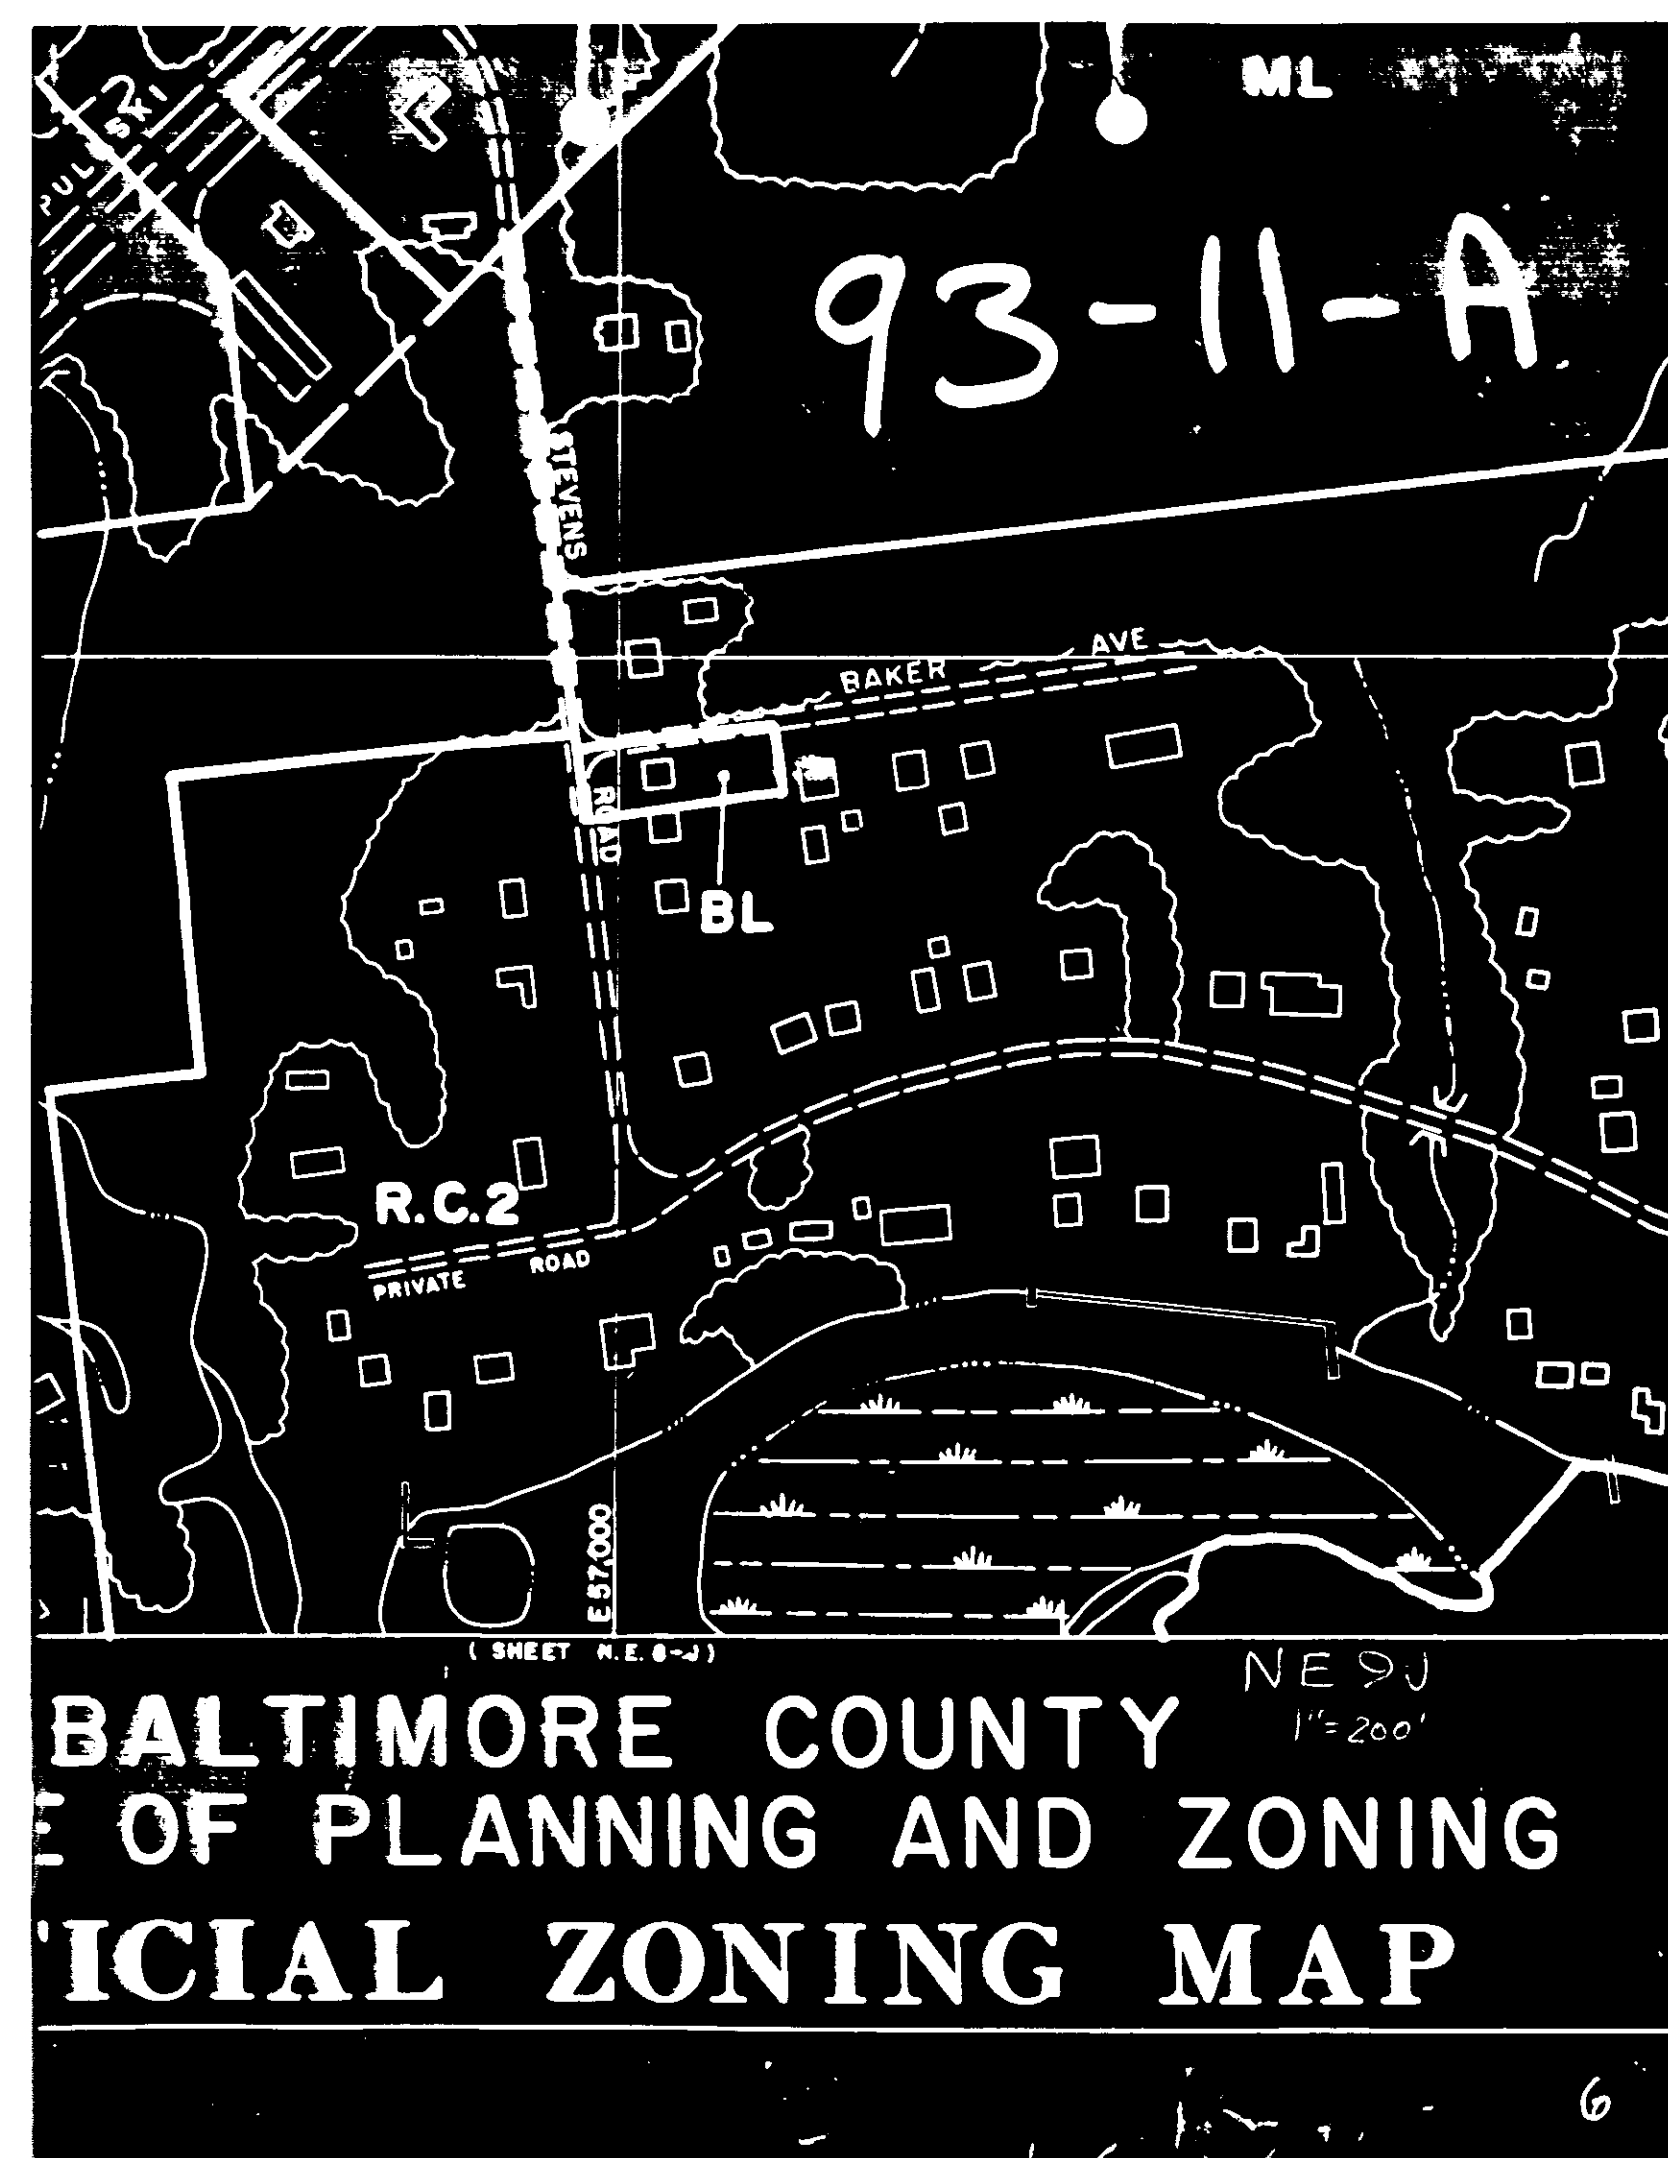 ML
PULASKI
93-11-A
STEVENS
BAKER AVE
ROAD
BL
R.C.2
PRIVATE ROAD
E 57,000
( SHEET N.E. 8-J )
NE 9J
1"=200'
BALTIMORE COUNTY
E OF PLANNING AND ZONING
ICIAL ZONING MAP
6